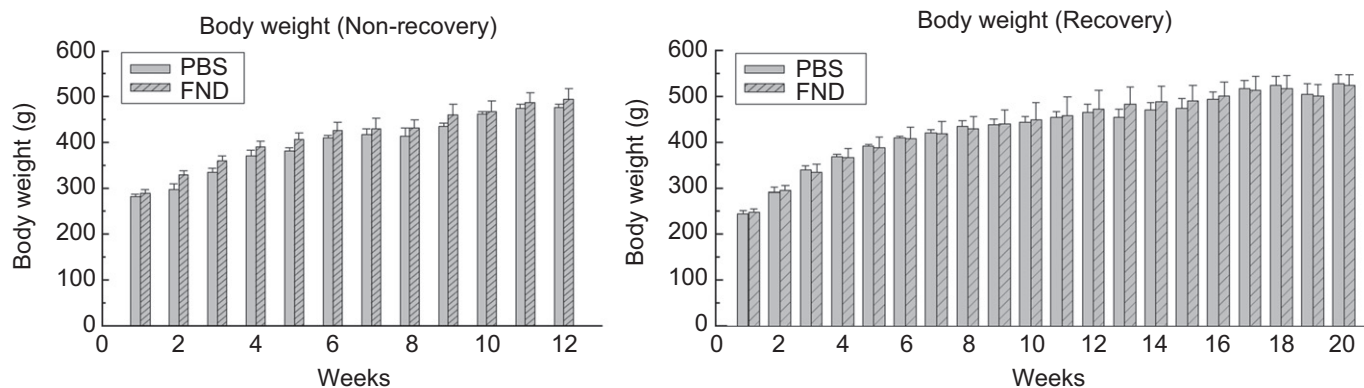 Body weight (Non-recovery)
Body weight (g)
600
500
400
300
200
100
0
PBS
FND
0 2 4 6 8 10 12
Weeks
Body weight (Recovery)
Body weight (g)
600
500
400
300
200
100
0
PBS
FND
0 2 4 6 8 10 12 14 16 18 20
Weeks